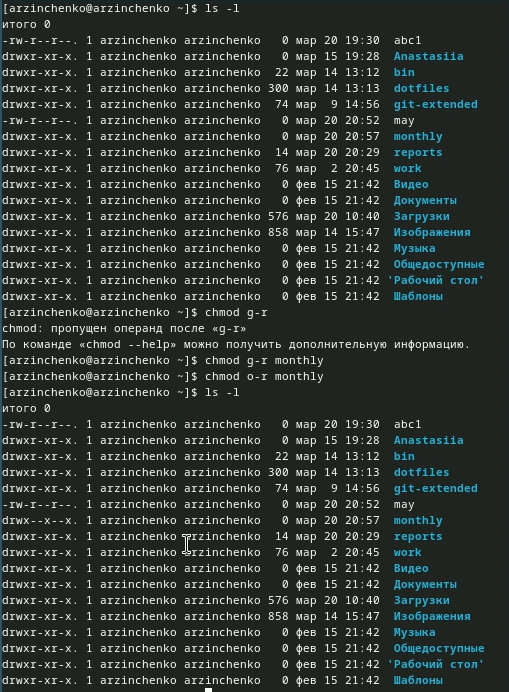 [arzinchenko@arzinchenko ~]$ ls -l
итого 0
-rw-r--r--. 1 arzinchenko arzinchenko   0 мар 20 19:30  abc1
drwxr-xr-x. 1 arzinchenko arzinchenko   0 мар 15 19:28  Anastasiia
drwxr-xr-x. 1 arzinchenko arzinchenko  22 мар 14 13:12  bin
drwxr-xr-x. 1 arzinchenko arzinchenko 300 мар 14 13:13  dotfiles
drwxr-xr-x. 1 arzinchenko arzinchenko  74 мар  9 14:56  git-extended
-rw-r--r--. 1 arzinchenko arzinchenko   0 мар 20 20:52  may
drwxr-xr-x. 1 arzinchenko arzinchenko   0 мар 20 20:57  monthly
drwxr-xr-x. 1 arzinchenko arzinchenko  14 мар 20 20:29  reports
drwxr-xr-x. 1 arzinchenko arzinchenko  76 мар  2 20:45  work
drwxr-xr-x. 1 arzinchenko arzinchenko   0 фев 15 21:42  Видео
drwxr-xr-x. 1 arzinchenko arzinchenko   0 фев 15 21:42  Документы
drwxr-xr-x. 1 arzinchenko arzinchenko 576 мар 20 10:40  Загрузки
drwxr-xr-x. 1 arzinchenko arzinchenko 858 мар 14 15:47  Изображения
drwxr-xr-x. 1 arzinchenko arzinchenko   0 фев 15 21:42  Музыка
drwxr-xr-x. 1 arzinchenko arzinchenko   0 фев 15 21:42  Общедоступные
drwxr-xr-x. 1 arzinchenko arzinchenko   0 фев 15 21:42 'Рабочий стол'
drwxr-xr-x. 1 arzinchenko arzinchenko   0 фев 15 21:42  Шаблоны
[arzinchenko@arzinchenko ~]$ chmod g-r
chmod: пропущен операнд после «g-r»
По команде «chmod --help» можно получить дополнительную информацию.
[arzinchenko@arzinchenko ~]$ chmod g-r monthly
[arzinchenko@arzinchenko ~]$ chmod o-r monthly
[arzinchenko@arzinchenko ~]$ ls -l
итого 0
-rw-r--r--. 1 arzinchenko arzinchenko   0 мар 20 19:30  abc1
drwxr-xr-x. 1 arzinchenko arzinchenko   0 мар 15 19:28  Anastasiia
drwxr-xr-x. 1 arzinchenko arzinchenko  22 мар 14 13:12  bin
drwxr-xr-x. 1 arzinchenko arzinchenko 300 мар 14 13:13  dotfiles
drwxr-xr-x. 1 arzinchenko arzinchenko  74 мар  9 14:56  git-extended
-rw-r--r--. 1 arzinchenko arzinchenko   0 мар 20 20:52  may
drwx--x--x. 1 arzinchenko arzinchenko   0 мар 20 20:57  monthly
drwxr-xr-x. 1 arzinchenko arzinchenko  14 мар 20 20:29  reports
drwxr-xr-x. 1 arzinchenko arzinchenko  76 мар  2 20:45  work
drwxr-xr-x. 1 arzinchenko arzinchenko   0 фев 15 21:42  Видео
drwxr-xr-x. 1 arzinchenko arzinchenko   0 фев 15 21:42  Документы
drwxr-xr-x. 1 arzinchenko arzinchenko 576 мар 20 10:40  Загрузки
drwxr-xr-x. 1 arzinchenko arzinchenko 858 мар 14 15:47  Изображения
drwxr-xr-x. 1 arzinchenko arzinchenko   0 фев 15 21:42  Музыка
drwxr-xr-x. 1 arzinchenko arzinchenko   0 фев 15 21:42  Общедоступные
drwxr-xr-x. 1 arzinchenko arzinchenko   0 фев 15 21:42 'Рабочий стол'
drwxr-xr-x. 1 arzinchenko arzinchenko   0 фев 15 21:42  Шаблоны